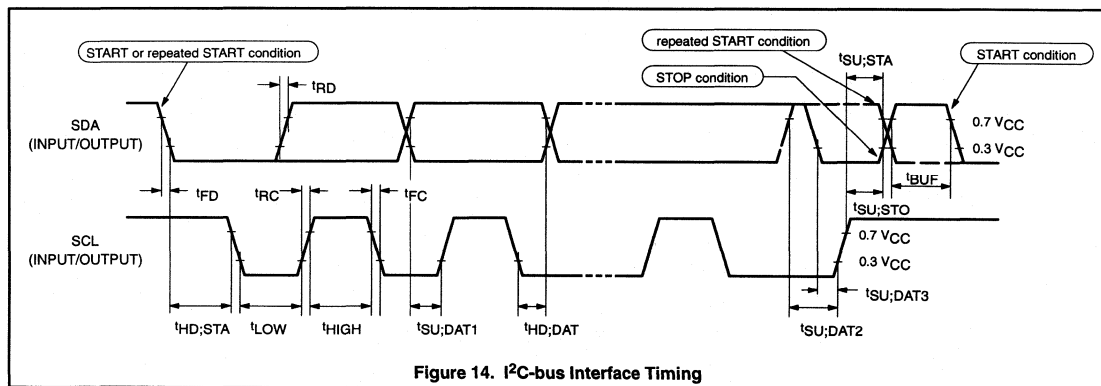 START or repeated START condition
repeated START condition
tSU;STA
START condition
STOP condition
tRD
SDA
(INPUT/OUTPUT)
0.7 VCC
0.3 VCC
tFD
tRC
tFC
tBUF
tSU;STO
SCL
(INPUT/OUTPUT)
0.7 VCC
0.3 VCC
tSU;DAT3
tHD;STA
tLOW
tHIGH
tSU;DAT1
tHD;DAT
tSU;DAT2
Figure 14. I²C-bus Interface Timing